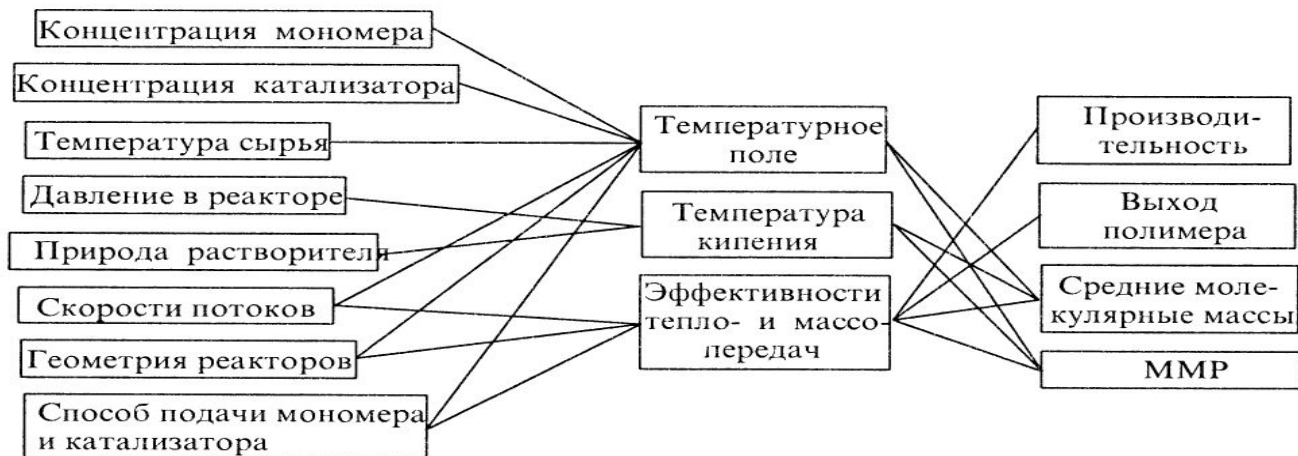 Концентрация мономера
Концентрация катализатора
Температура сырья
Давление в реакторе
Природа растворителя
Скорости потоков
Геометрия реакторов
Способ подачи мономера
и катализатора
Температурное
поле
Температура
кипения
Эффективности
тепло- и массо-
передач
Производи-
тельность
Выход
полимера
Средние моле-
кулярные массы
ММР